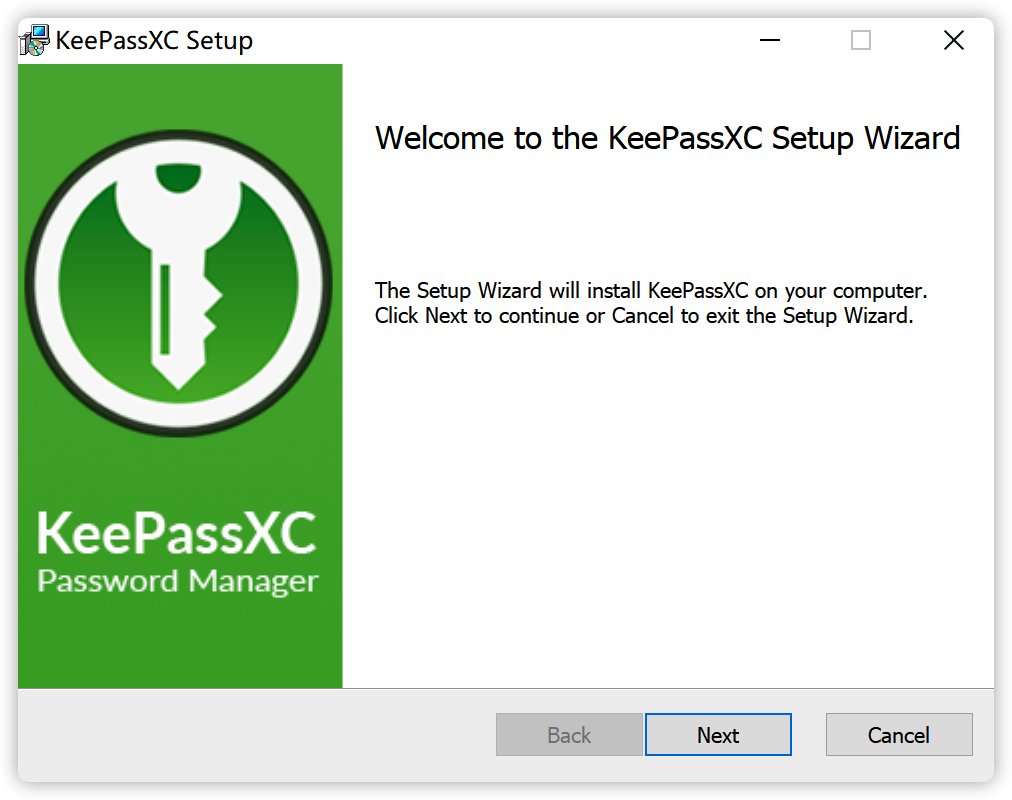 KeePassXC Setup
Welcome to the KeePassXC Setup Wizard
The Setup Wizard will install KeePassXC on your computer.
Click Next to continue or Cancel to exit the Setup Wizard.
KeePassXC
Password Manager
Back
Next
Cancel